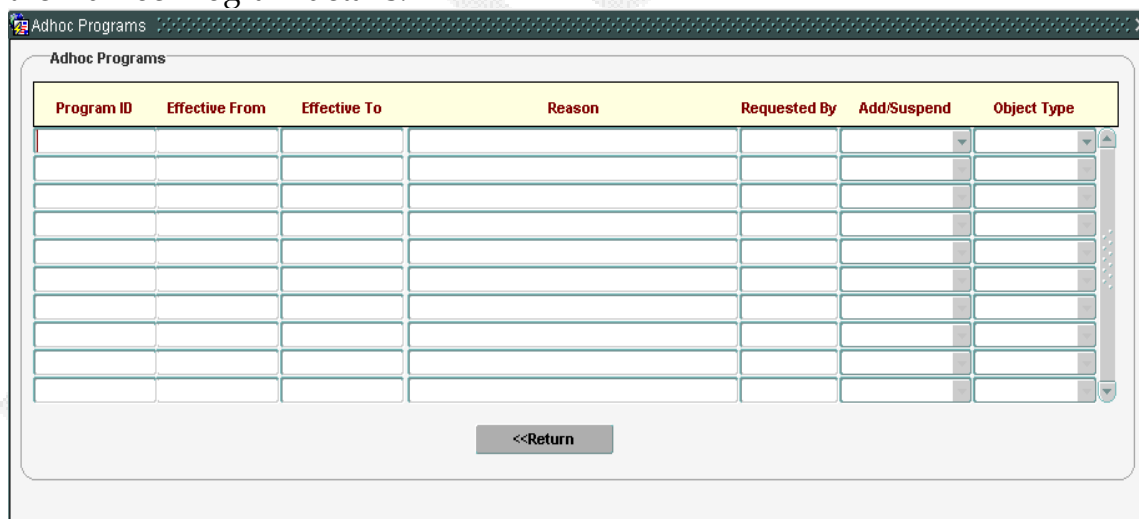 Adhoc Programs
Adhoc Programs
Program ID Effective From Effective To Reason Requested By Add/Suspend Object Type
<<Return